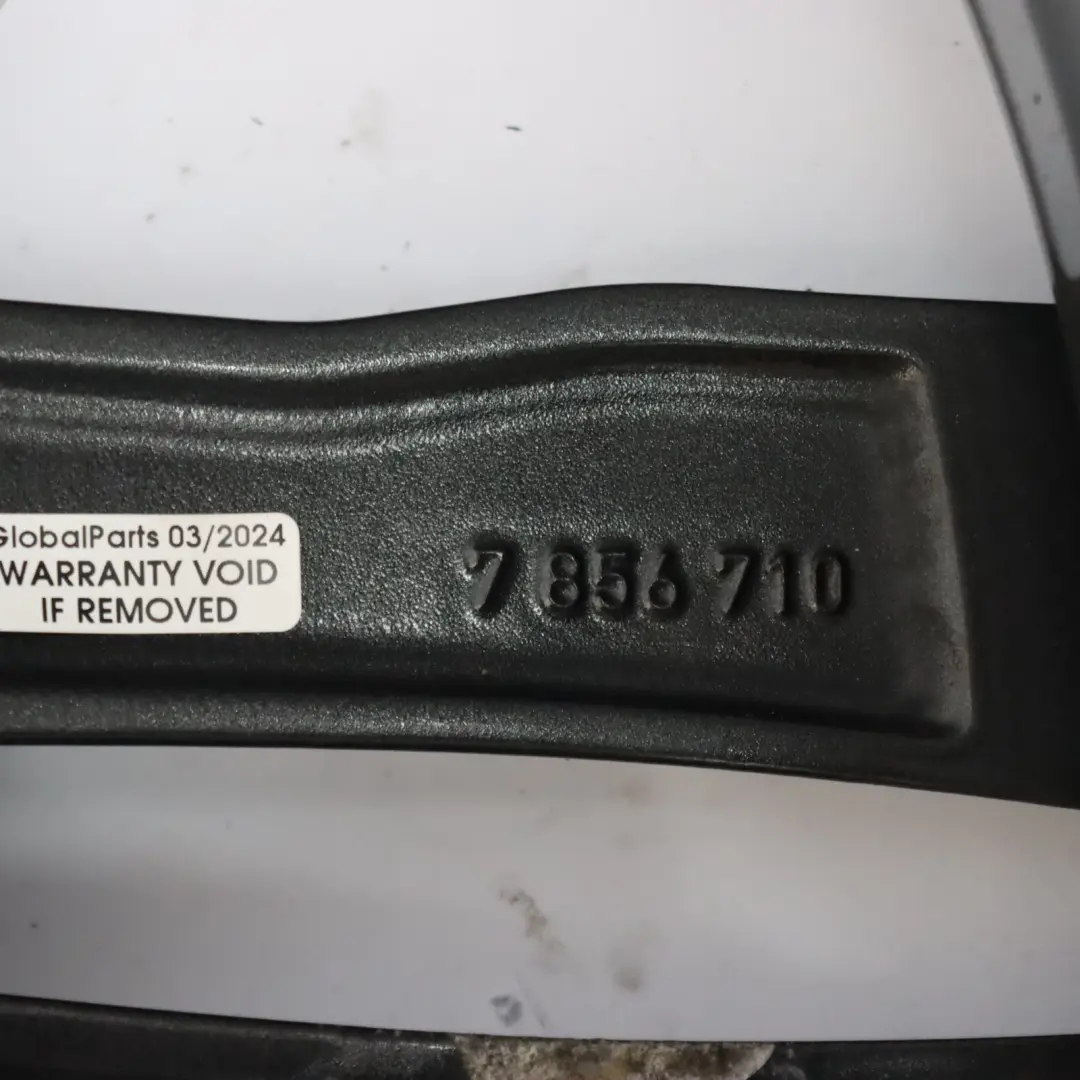 GlobalParts 03/2024
WARRANTY VOID
IF REMOVED
7 856 710